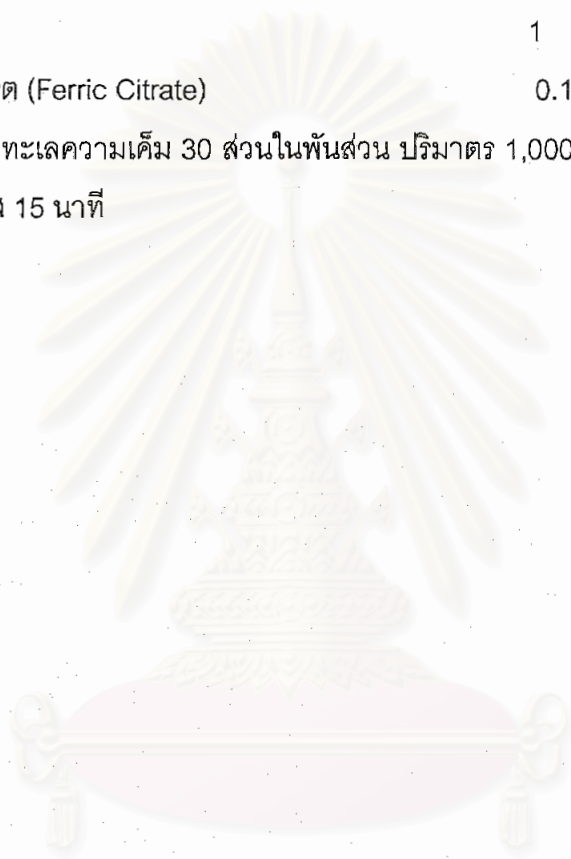 1
ต (Ferric Citrate) 0.1
ทะเลความเค็ม 30 ส่วนในพันส่วน ปริมาตร 1,000
15 นาที